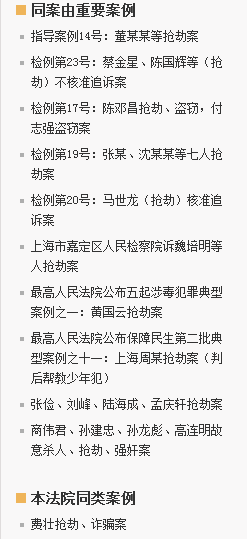 同案由重要案例
指导案例14号：董某某等抢劫案
检例第23号：蔡金星、陈国辉等（抢
劫）不核准追诉案
检例第17号：陈邓昌抢劫、盗窃，付
志强盗窃案
检例第19号：张某、沈某某等七人抢
劫案
检例第20号：马世龙（抢劫）核准追
诉案
上海市嘉定区人民检察院诉魏培明等
人抢劫案
最高人民法院公布五起涉毒犯罪典型
案例之一：黄国云抢劫案
最高人民法院公布保障民生第二批典
型案例之十一：上海周某抢劫案（判
后帮教少年犯）
张俭、刘峰、陆海成、孟庆轩抢劫案
商伟君、孙建忠、孙龙彪、高连明故
意杀人、抢劫、强奸案
本法院同类案例
费壮抢劫、诈骗案